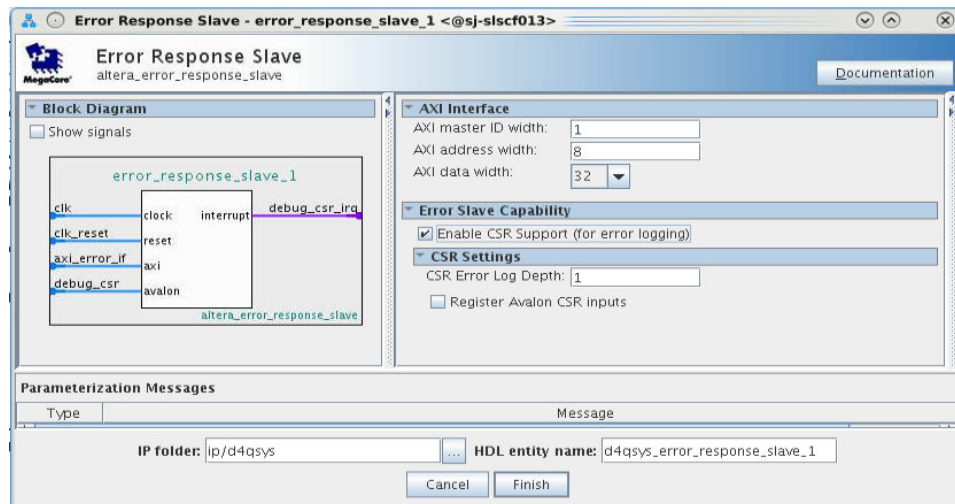 Error Response Slave - error_response_slave_1 <@sj-slscf013>
MegaCore®
Error Response Slave
altera_error_response_slave
Documentation
Block Diagram
Show signals
error_response_slave_1
clk
clock
interrupt
debug_csr_irq
clk_reset
reset
axi_error_if
axi
debug_csr
avalon
altera_error_response_slave
AXI Interface
AXI master ID width: 1
AXI address width: 8
AXI data width: 32
Error Slave Capability
Enable CSR Support (for error logging)
CSR Settings
CSR Error Log Depth: 1
Register Avalon CSR inputs
Parameterization Messages
Type Message
IP folder: ip/d4qsys ... HDL entity name: d4qsys_error_response_slave_1
Cancel Finish